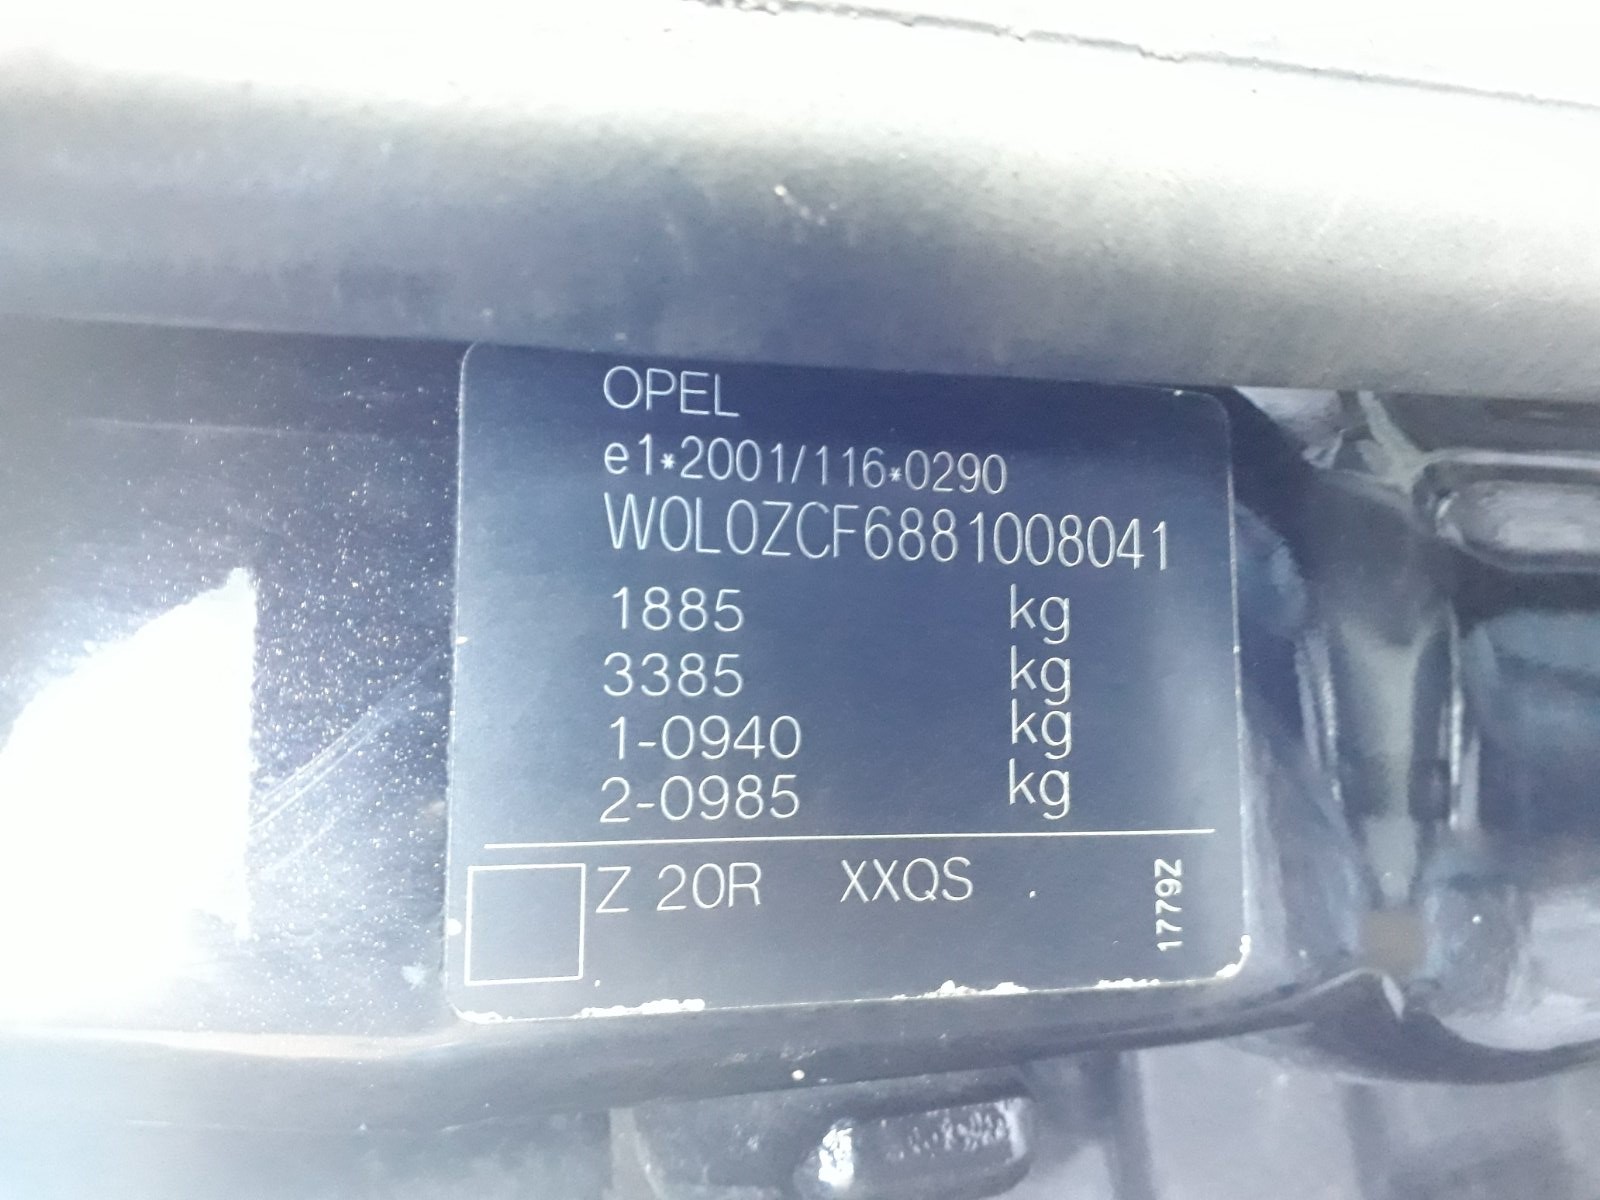 OPEL
e1*2001/116*0290
W0L0ZCF6881008041
1885 kg
3385 kg
1-0940 kg
2-0985 kg
Z 20R XXQS .
1779Z